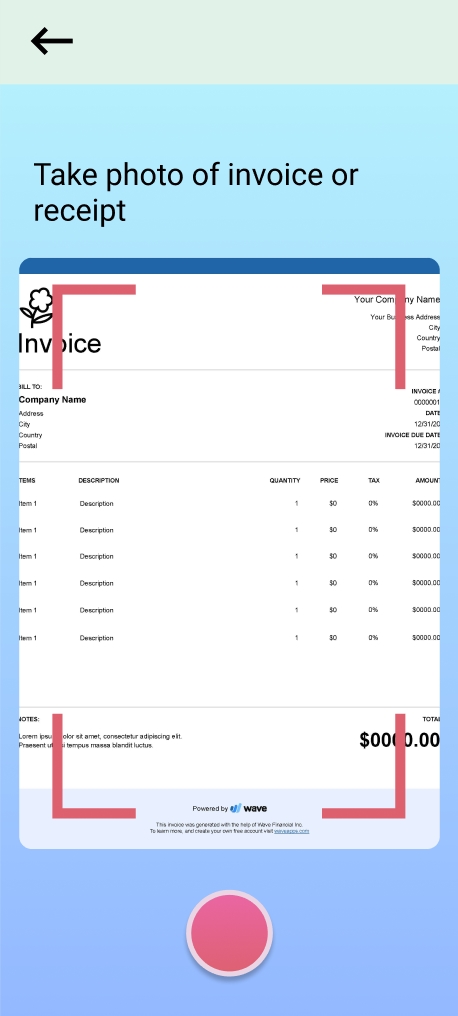 Take photo of invoice or
receipt
Your Company Name
Your Business Address
City
Country
Postal
Invoice
BILL TO:
Company Name
Address
City
Country
Postal
INVOICE #
0000001
DATE
12/31/20
INVOICE DUE DATE
12/31/20
ITEMS DESCRIPTION QUANTITY PRICE TAX AMOUNT
Item 1 Description 1 $0 0% $0000.00
Item 1 Description 1 $0 0% $0000.00
Item 1 Description 1 $0 0% $0000.00
Item 1 Description 1 $0 0% $0000.00
Item 1 Description 1 $0 0% $0000.00
Item 1 Description 1 $0 0% $0000.00
NOTES:
Lorem ipsum dolor sit amet, consectetur adipiscing elit.
Praesent ut nisi tempus massa blandit luctus.
TOTAL
$0000.00
Powered by wave
This invoice was generated with the help of Wave Financial Inc.
To learn more, and create your own free account visit waveapps.com